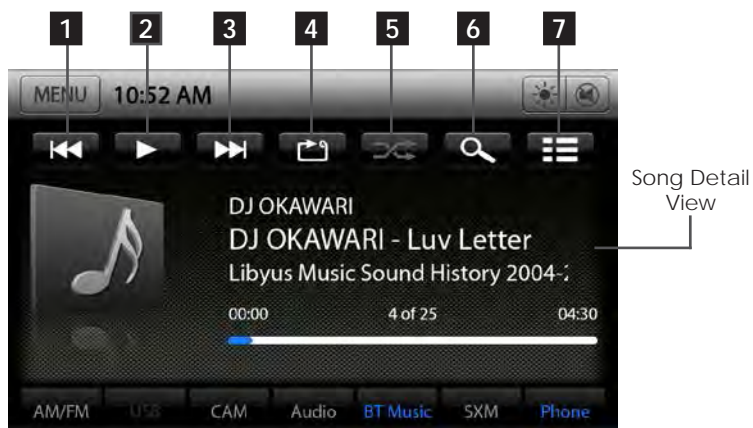 1 2 3 4 5 6 7
MENU 10:52 AM
DJ OKAWARI
DJ OKAWARI - Luv Letter
Libyus Music Sound History 2004-
00:00 4 of 25 04:30
AM/FM USB CAM Audio BT Music SXM Phone
Song Detail
View